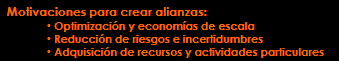 Motivaciones para crear alianzas:
• Optimización y economías de escala
• Reducción de riesgos e incertidumbres
• Adquisición de recursos y actividades particulares